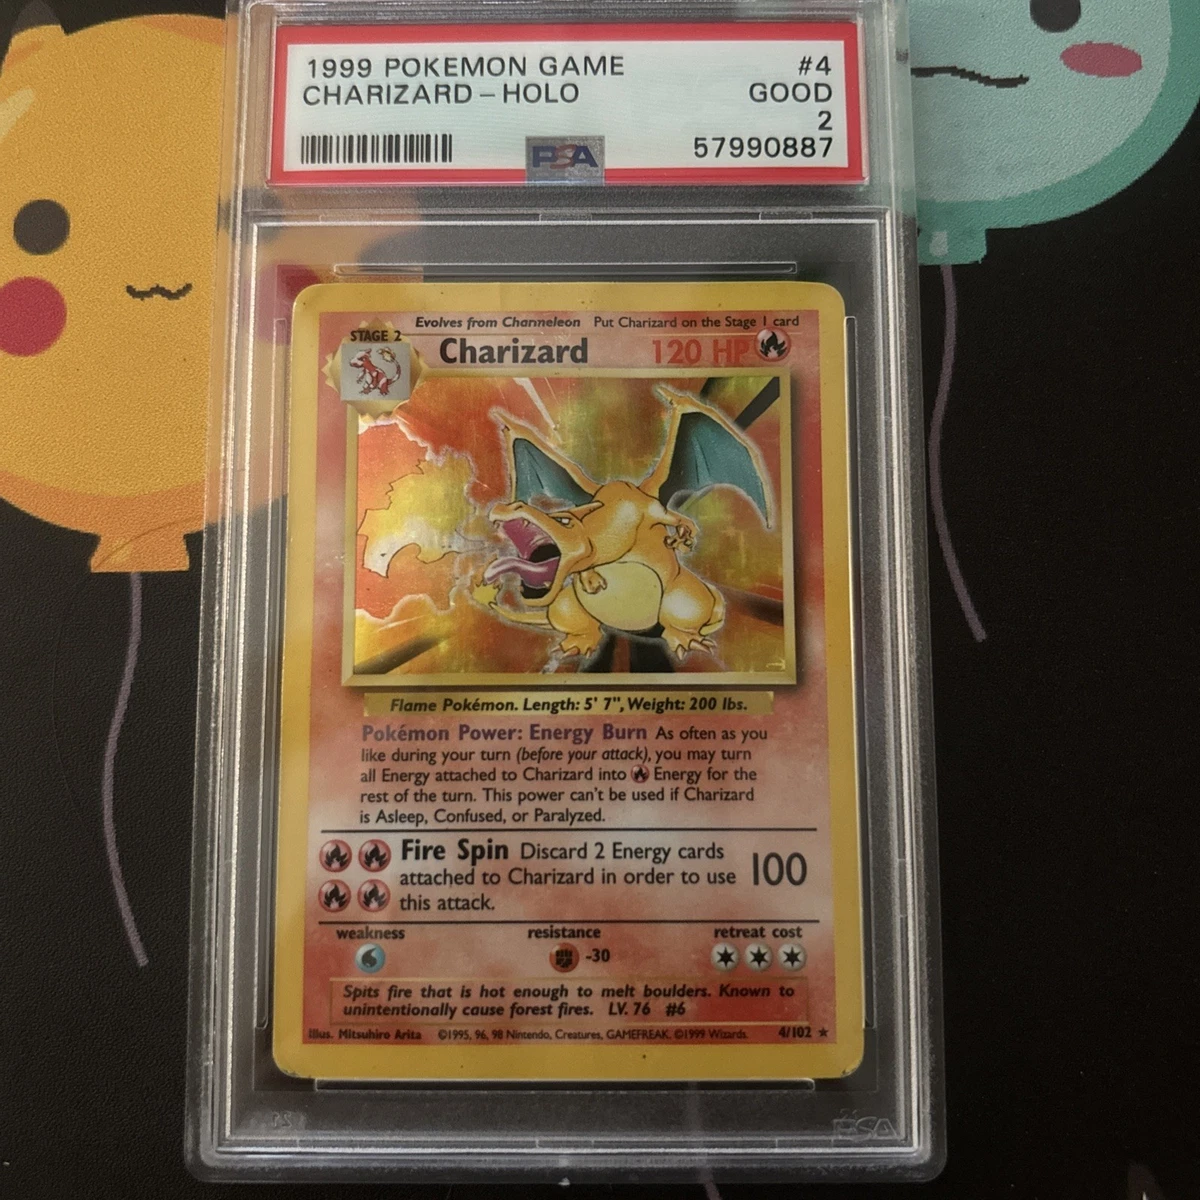 1999 POKEMON GAME #4
CHARIZARD – HOLO GOOD
2
57990887
PSA
Evolves from Charmeleon Put Charizard on the Stage 1 card
STAGE 2
Charizard 120 HP
Flame Pokémon. Length: 5' 7", Weight: 200 lbs.
Pokémon Power: Energy Burn As often as you
like during your turn (before your attack), you may turn
all Energy attached to Charizard into Energy for the
rest of the turn. This power can't be used if Charizard
is Asleep, Confused, or Paralyzed.
Fire Spin Discard 2 Energy cards
attached to Charizard in order to use 100
this attack.
weakness resistance retreat cost
-30
Spits fire that is hot enough to melt boulders. Known to
unintentionally cause forest fires. LV. 76 #6
Illus. Mitsuhiro Arita ©1995, 96, 98 Nintendo, Creatures, GAMEFREAK. ©1999 Wizards. 4/102 ★
PSA